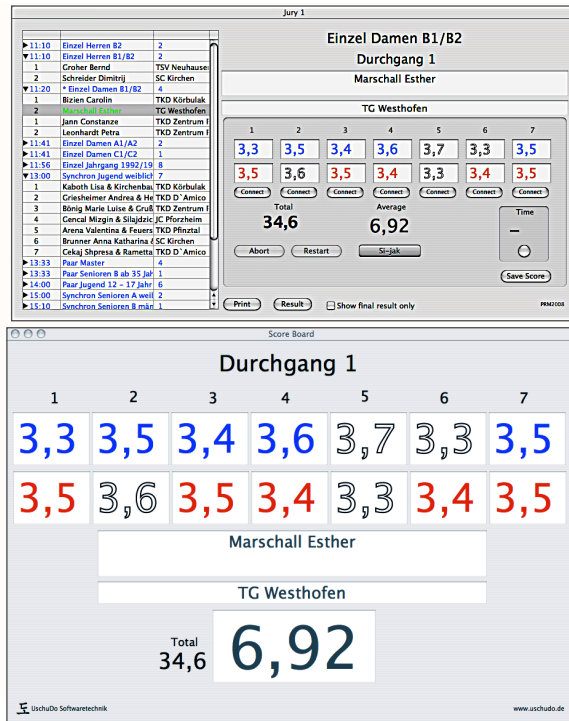 Jury 1
▶11:10 Einzel Herren B2 2
▼11:10 Einzel Herren B1/B2 2
1 Groher Bernd TSV Neuhauser
2 Schreider Dimitrij SC Kirchen
▼11:20 * Einzel Damen B1/B2 4
1 Bizien Carolin TKD Körbulak
2 Marschall Esther TG Westhofen
1 Jann Constanze TKD Zentrum F
2 Leonhardt Petra TKD Zentrum F
▶11:41 Einzel Damen A1/A2 2
▶11:41 Einzel Damen C1/C2 1
▶11:56 Einzel Jahrgang 1992/19 8
▼13:00 Synchron Jugend weiblich 7
1 Kaboth Lisa & Kirchenbau TKD Körbulak
2 Griesheimer Andrea & He TKD D`Amico
3 Bönig Marie Luise & Gruß TKD Zentrum F
4 Gencal Mizgin & Silajdzic JC Pforzheim
5 Arena Valentina & Feuers TKD Pfinztal
6 Brunner Anna Katharina & SC Kirchen
7 Cekaj Shpresa & Rametta TKD D`Amico
▶13:33 Paar Master 4
▶13:33 Paar Senioren B ab 35 Jah 1
▶14:00 Paar Jugend 12 - 17 Jahr 6
▶15:00 Synchron Senioren A weil 2
▶15:10 Synchron Senioren B män 1
Einzel Damen B1/B2
Durchgang 1
Marschall Esther
TG Westhofen
1 2 3 4 5 6 7
3,3 3,5 3,4 3,6 3,7 3,3 3,5
3,5 3,6 3,5 3,4 3,3 3,4 3,5
Connect Connect Connect Connect Connect Connect Connect
Total Average Time
34,6 6,92 –
Abort Restart Si-jak
Save Score
Print Result Show final result only PRM2008
Score Board
Durchgang 1
1 2 3 4 5 6 7
3,3 3,5 3,4 3,6 3,7 3,3 3,5
3,5 3,6 3,5 3,4 3,3 3,4 3,5
Marschall Esther
TG Westhofen
Total
34,6 6,92
도 UschuDo Softwaretechnik www.uschudo.de